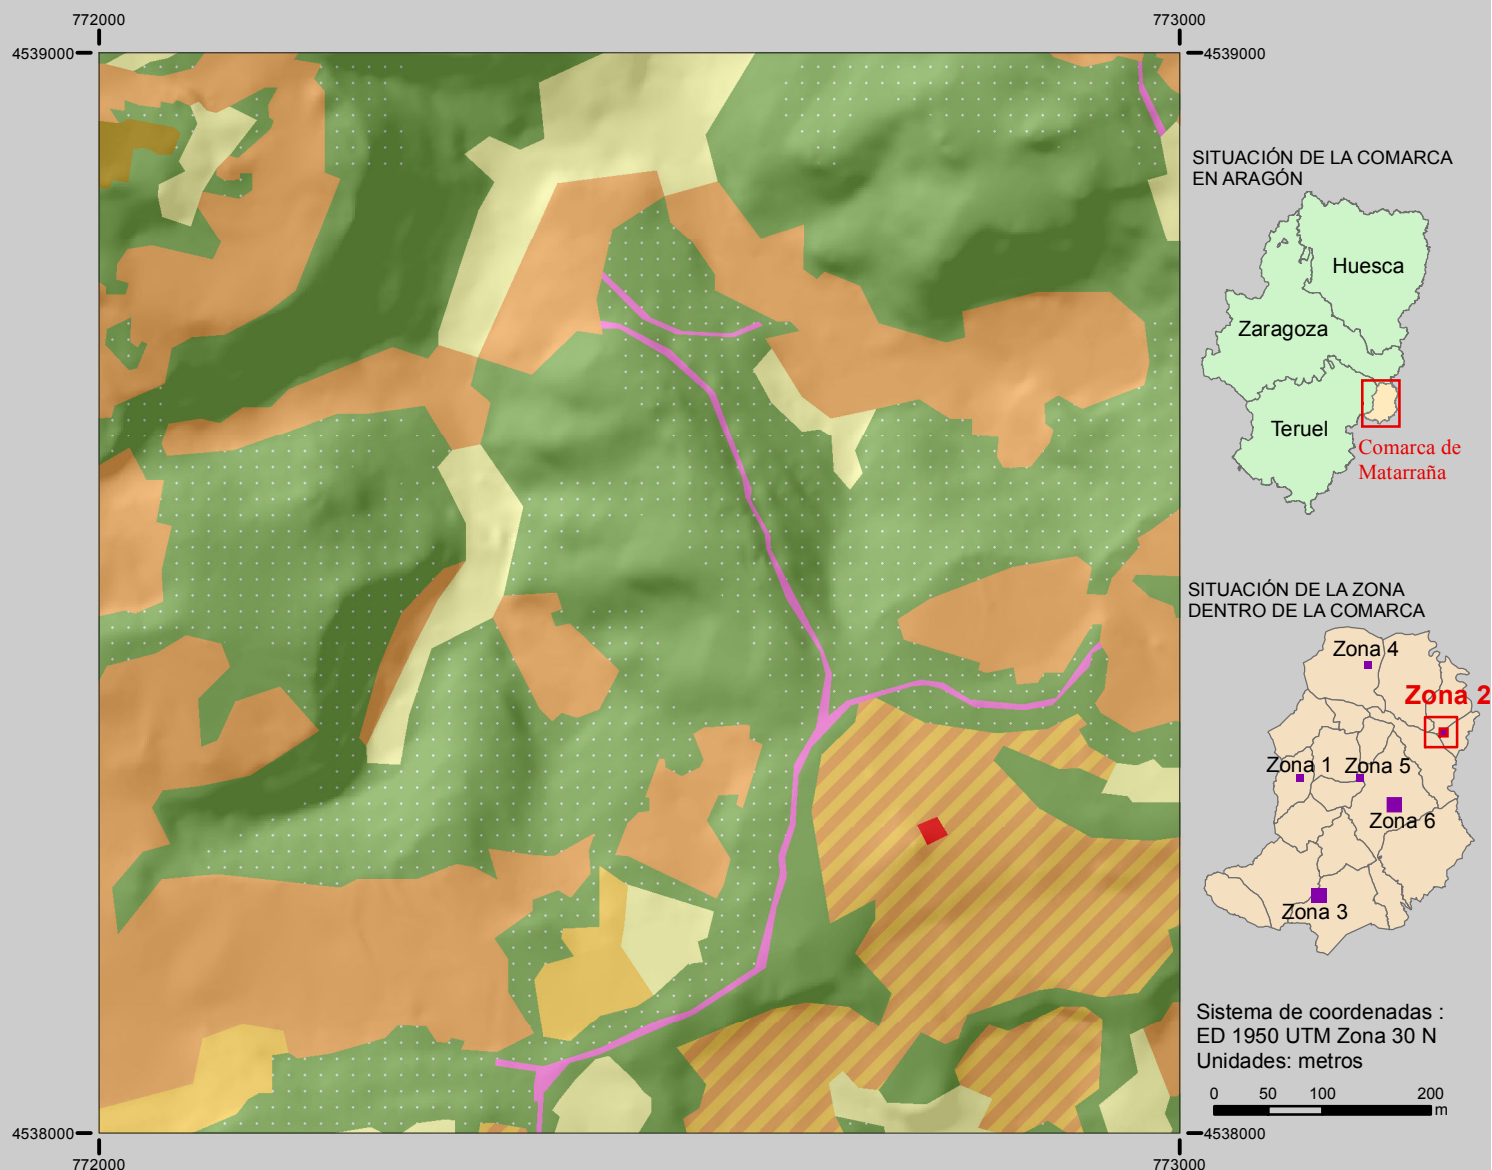 772000
773000
4539000
4539000
SITUACIÓN DE LA COMARCA
EN ARAGÓN
Huesca
Zaragoza
Teruel
Comarca de
Matarraña
SITUACIÓN DE LA ZONA
DENTRO DE LA COMARCA
Zona 4
Zona 2
Zona 1
Zona 5
Zona 6
Zona 3
Sistema de coordenadas :
ED 1950 UTM Zona 30 N
Unidades: metros
0 50 100 200
m
4538000
4538000
772000
773000